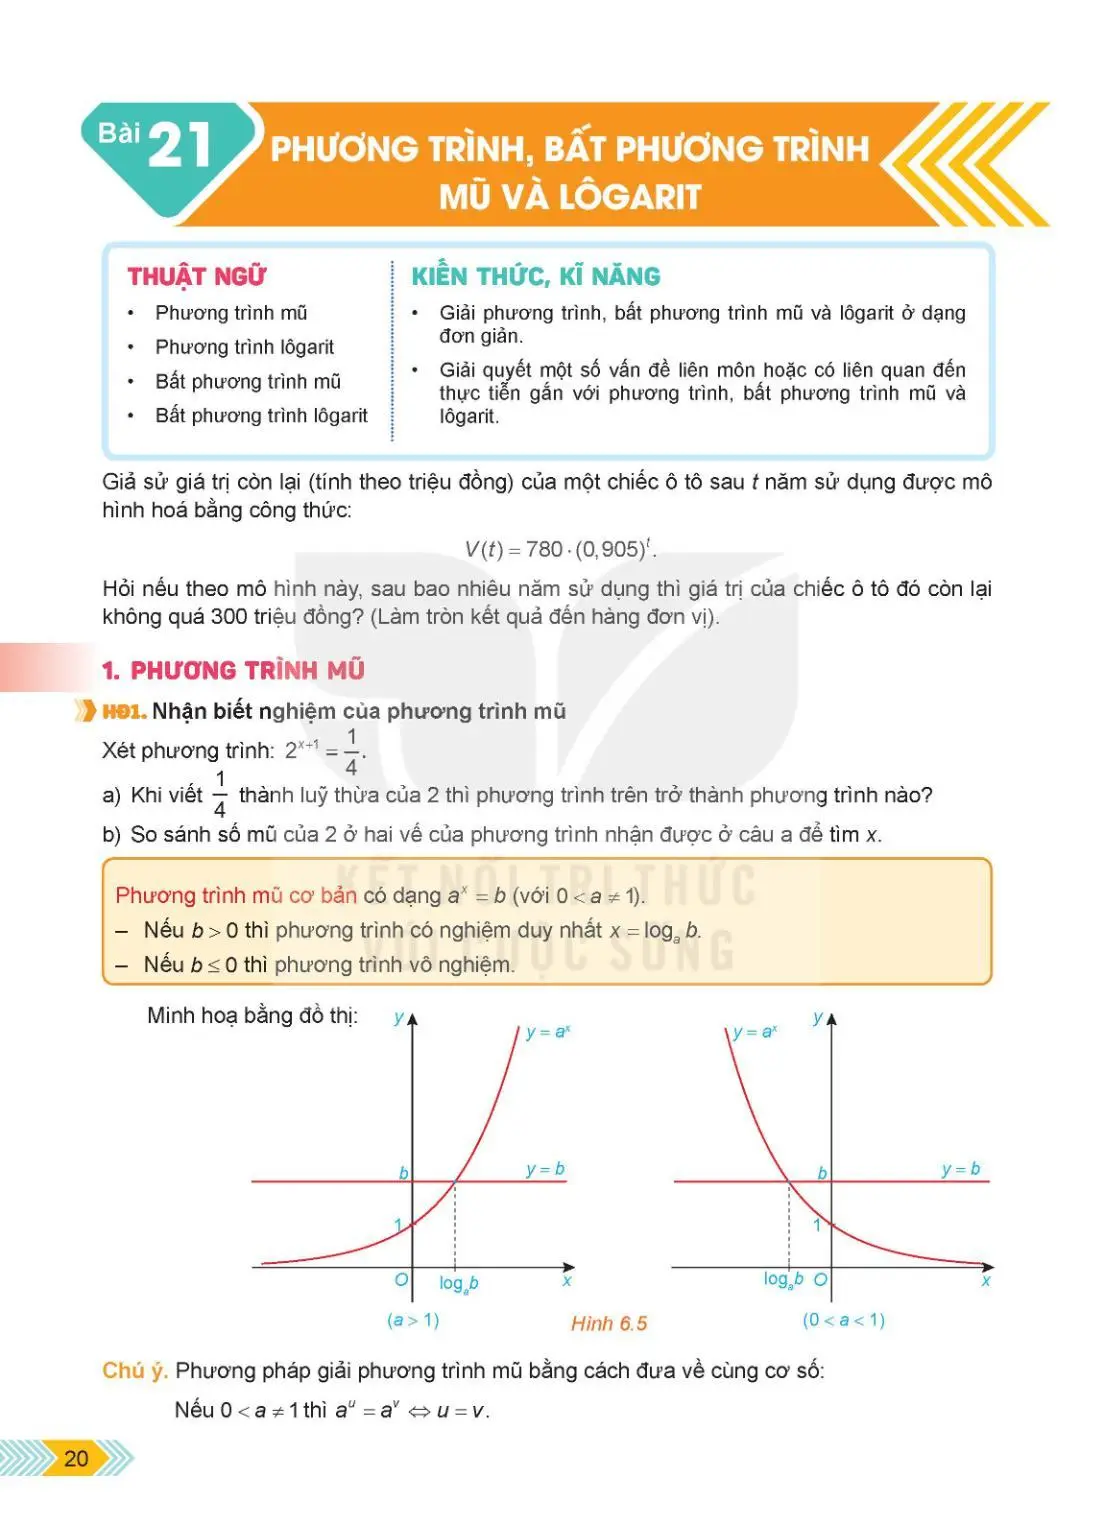 Bài 21
PHƯƠNG TRÌNH, BẤT PHƯƠNG TRÌNH
MŨ VÀ LÔGARIT
THUẬT NGỮ
• Phương trình mũ
• Phương trình lôgarit
• Bất phương trình mũ
• Bất phương trình lôgarit
KIẾN THỨC, KĨ NĂNG
• Giải phương trình, bất phương trình mũ và lôgarit ở dạng
đơn giản.
• Giải quyết một số vấn đề liên môn hoặc có liên quan đến
thực tiễn gắn với phương trình, bất phương trình mũ và
lôgarit.
Giả sử giá trị còn lại (tính theo triệu đồng) của một chiếc ô tô sau t năm sử dụng được mô
hình hoá bằng công thức:
V(t) = 780 · (0,905)^t.
Hỏi nếu theo mô hình này, sau bao nhiêu năm sử dụng thì giá trị của chiếc ô tô đó còn lại
không quá 300 triệu đồng? (Làm tròn kết quả đến hàng đơn vị).
1. PHƯƠNG TRÌNH MŨ
HĐ1. Nhận biết nghiệm của phương trình mũ
Xét phương trình: 2^(x+1) = 1/4.
a) Khi viết 1/4 thành luỹ thừa của 2 thì phương trình trên trở thành phương trình nào?
b) So sánh số mũ của 2 ở hai vế của phương trình nhận được ở câu a để tìm x.
KẾT NỐI TRI THỨC
VỚI CUỘC SỐNG
Phương trình mũ cơ bản có dạng a^x = b (với 0 < a ≠ 1).
– Nếu b > 0 thì phương trình có nghiệm duy nhất x = log_a b.
– Nếu b ≤ 0 thì phương trình vô nghiệm.
Minh hoạ bằng đồ thị:
y
y = a^x
b
y = b
1
O
log_a b
x
(a > 1)
y = a^x
y
b
y = b
1
log_a b
O
x
(0 < a < 1)
Hình 6.5
Chú ý. Phương pháp giải phương trình mũ bằng cách đưa về cùng cơ số:
Nếu 0 < a ≠ 1 thì a^u = a^v ⇔ u = v.
20